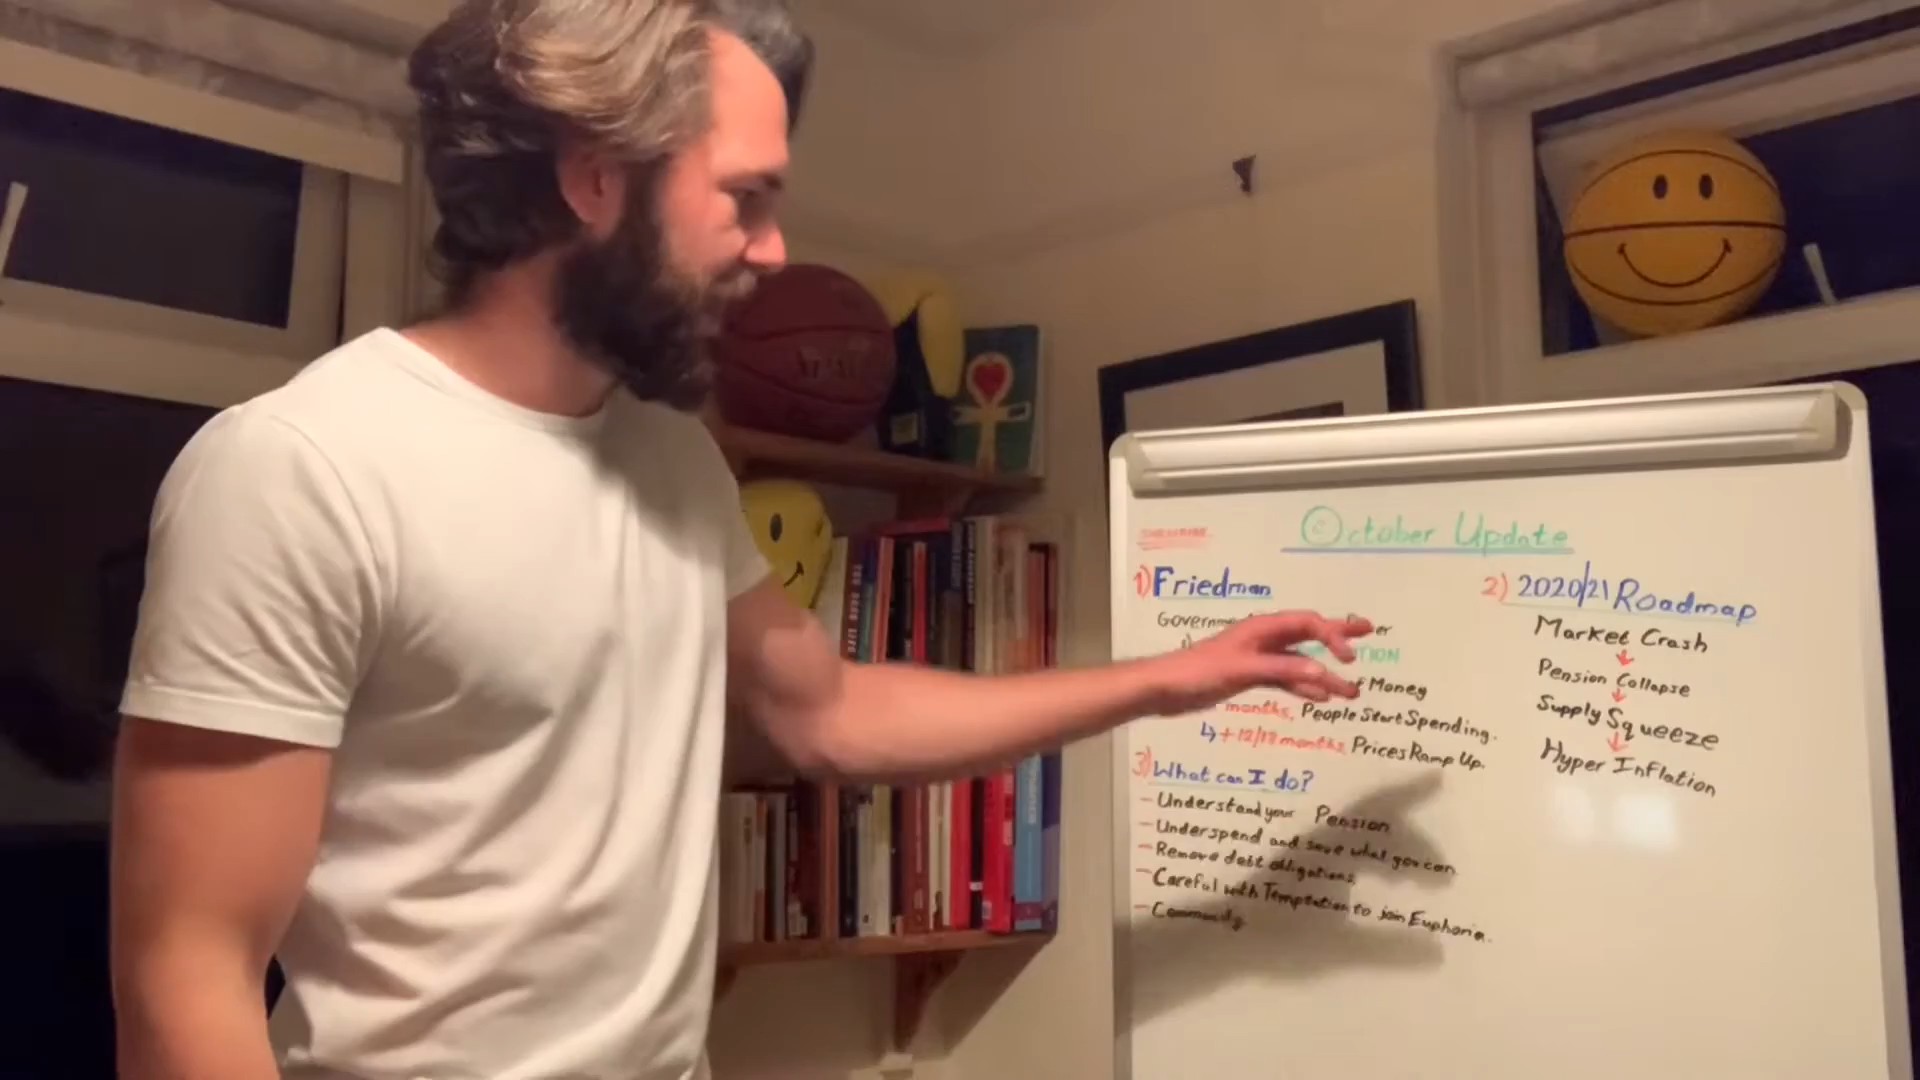 October Update
1) Friedman
Governme
TION
of Money
months, People Start Spending.
↳ + 12/18 months, Prices Ramp Up.
3) What can I do?
- Understand your Pension
- Underspend and save what you can
- Remove debt obligations.
- Careful with Temptation to join Euphoria.
- Community.
2) 2020/21 Roadmap
Market Crash
↓
Pension Collapse
↓
Supply Squeeze
↓
Hyper Inflation